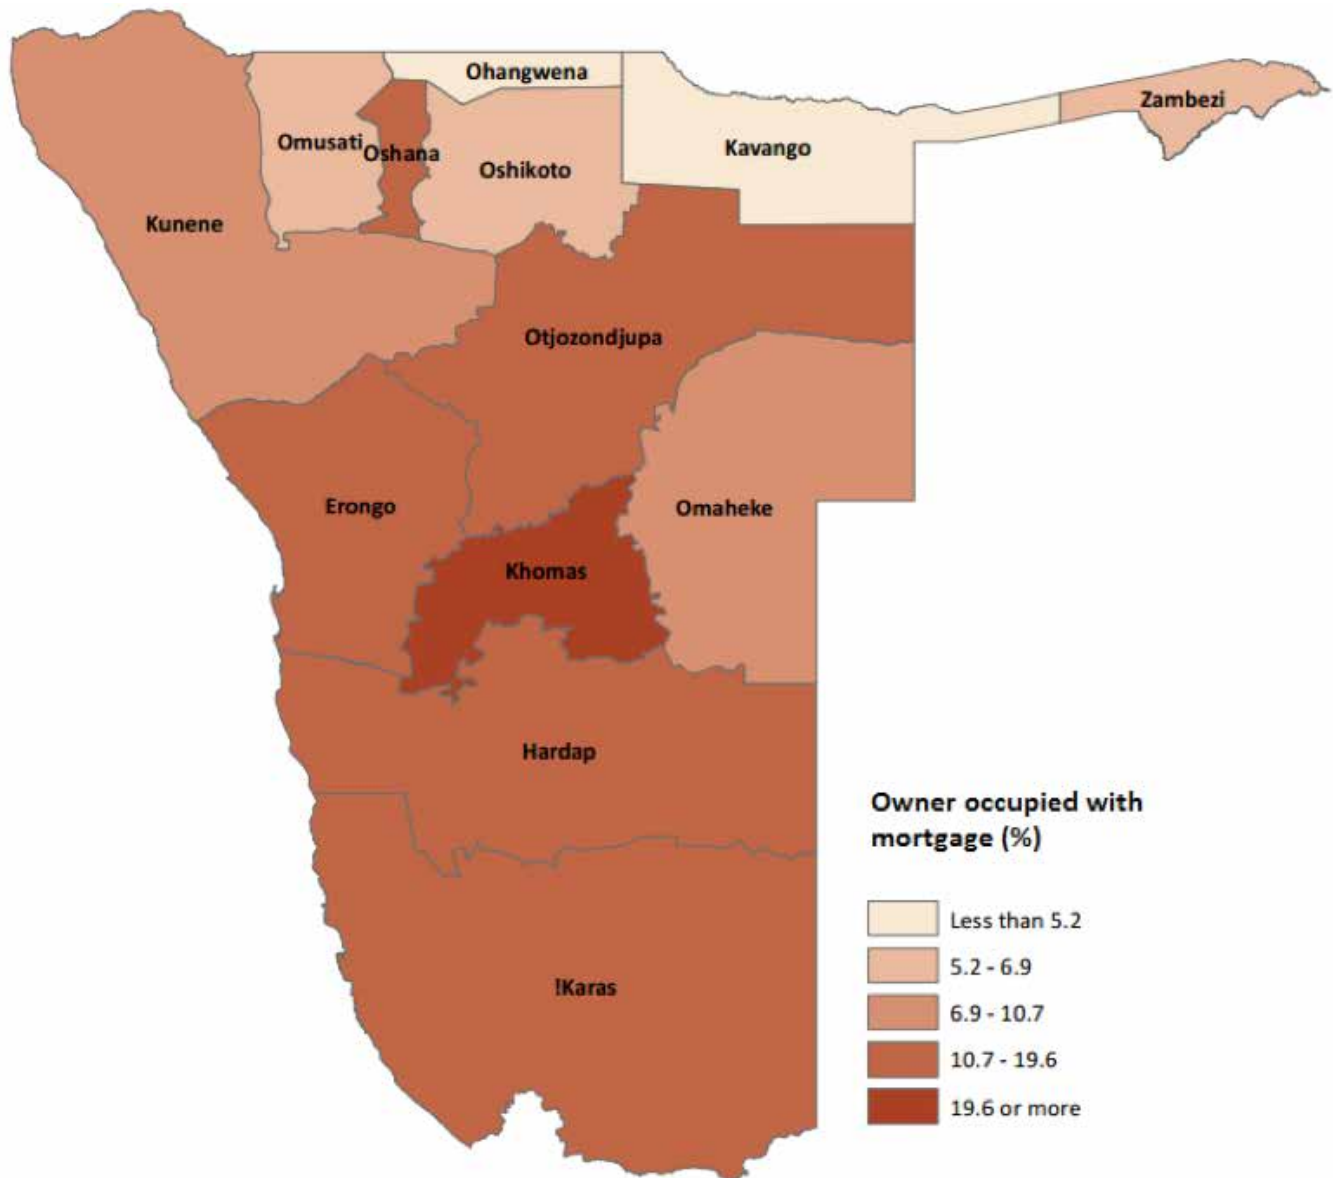 Ohangwena
Zambezi
Omusati
Oshana
Kavango
Oshikoto
Kunene
Otjozondjupa
Erongo
Omaheke
Khomas
Hardap
!Karas
Owner occupied with
mortgage (%)
Less than 5.2
5.2 - 6.9
6.9 - 10.7
10.7 - 19.6
19.6 or more